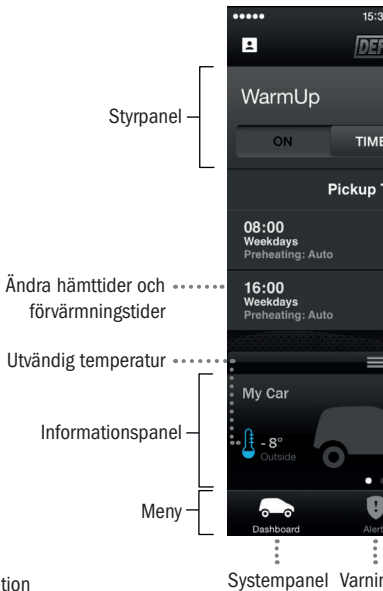 15:3
DEF
Styrpanel
WarmUp
ON
TIME
Pickup T
08:00
Weekdays
Preheating: Auto
Ändra hämttider och
förvärmningstider
16:00
Weekdays
Preheating: Auto
Utvändig temperatur
My Car
Informationspanel
- 8°
Outside
Meny
Dashboard
Alert
Systempanel Varnin
tion